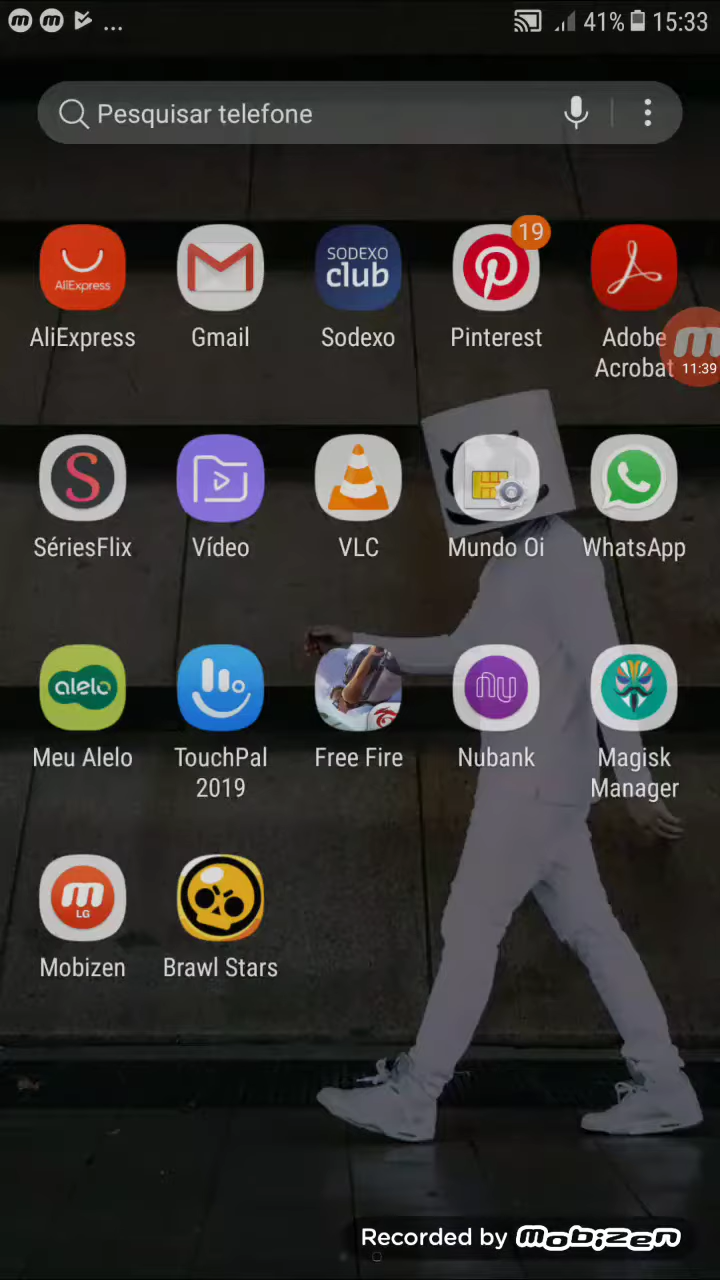 ... 41% 15:33
Pesquisar telefone
19
AliExpress
SODEXO
club
AliExpress Gmail Sodexo Pinterest Adobe
Acrobat
11:39
S
SériesFlix Vídeo VLC Mundo Oi WhatsApp
alelo nu
Meu Alelo TouchPal Free Fire Nubank Magisk
2019 Manager
m
LG
Mobizen Brawl Stars
Recorded by mobizen